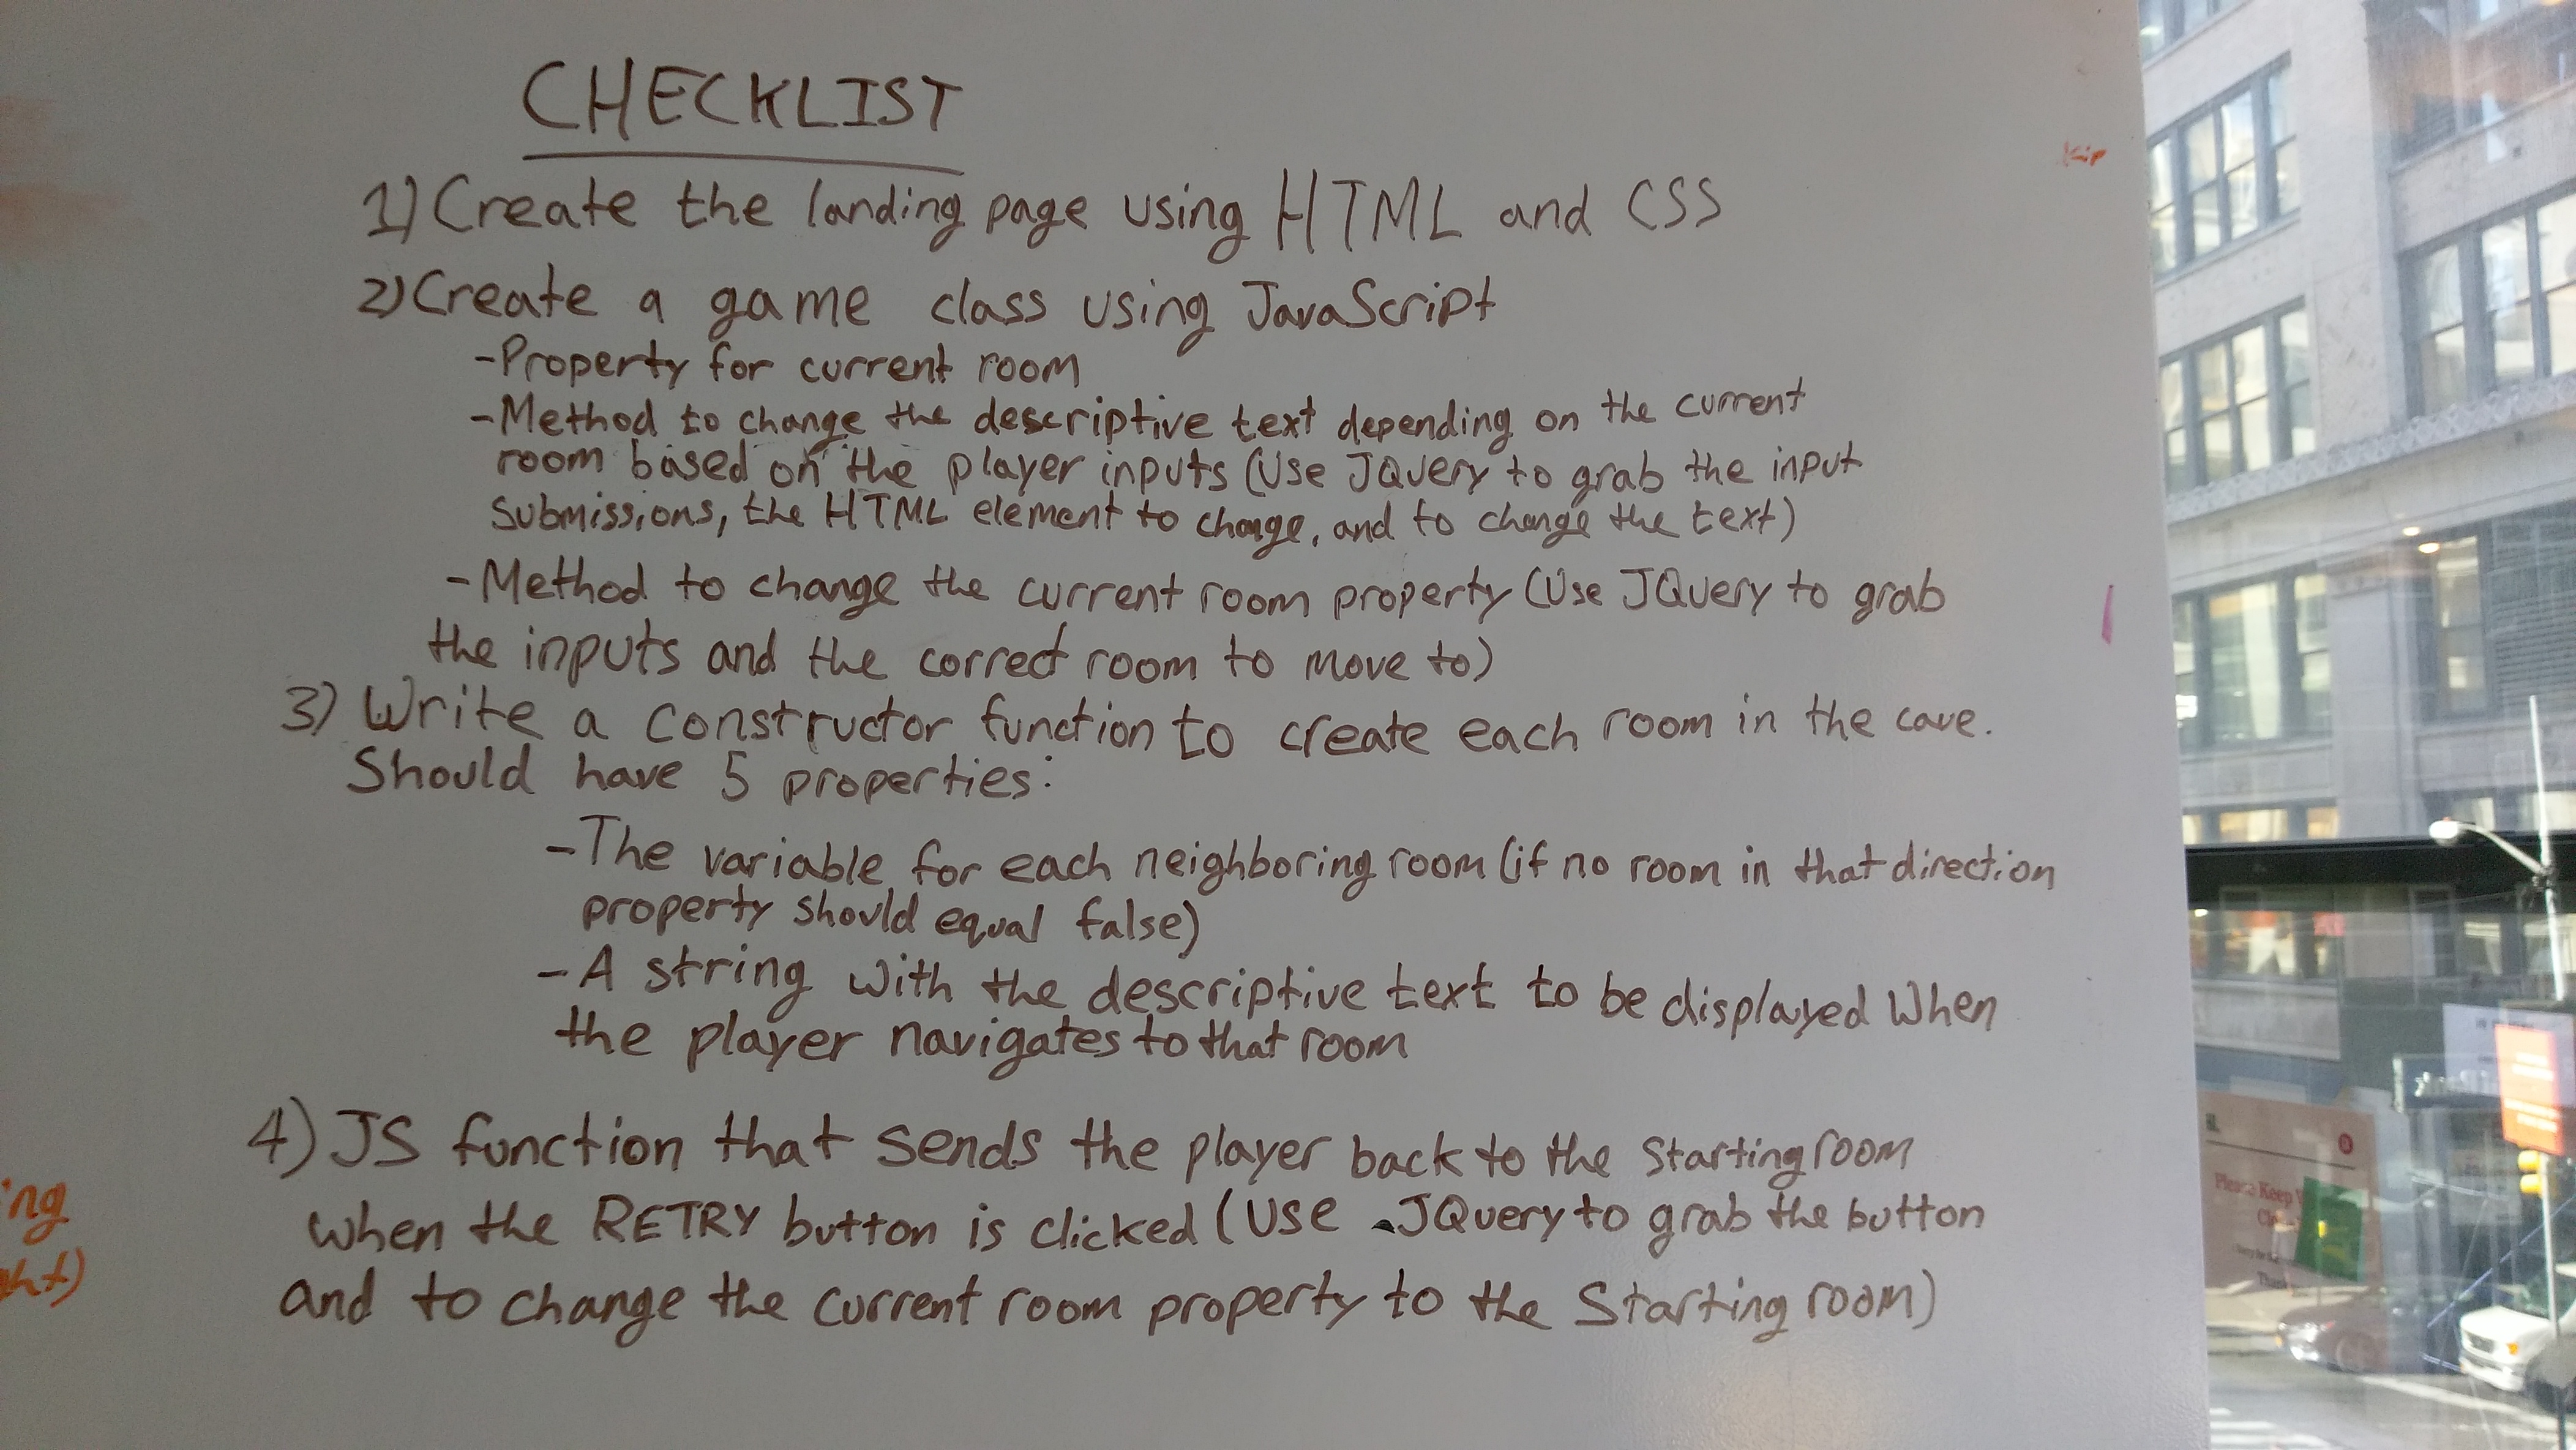 CHECKLIST
1) Create the landing page using HTML and CSS
2) Create a game class using JavaScript
-Property for current room
-Method to change the descriptive text depending on the current
room based on the player inputs (Use JQuery to grab the input
submissions, the HTML element to change, and to change the text)
-Method to change the current room property (Use JQuery to grab
the inputs and the correct room to move to)
3) Write a constructor function to create each room in the cave.
Should have 5 properties:
-The variable for each neighboring room (if no room in that direction
property should equal false)
-A string with the descriptive text to be displayed when
the player navigates to that room
4) JS function that sends the player back to the starting room
when the RETRY button is clicked (Use JQuery to grab the button
and to change the current room property to the Starting room)
ing
ht)
Please Keep